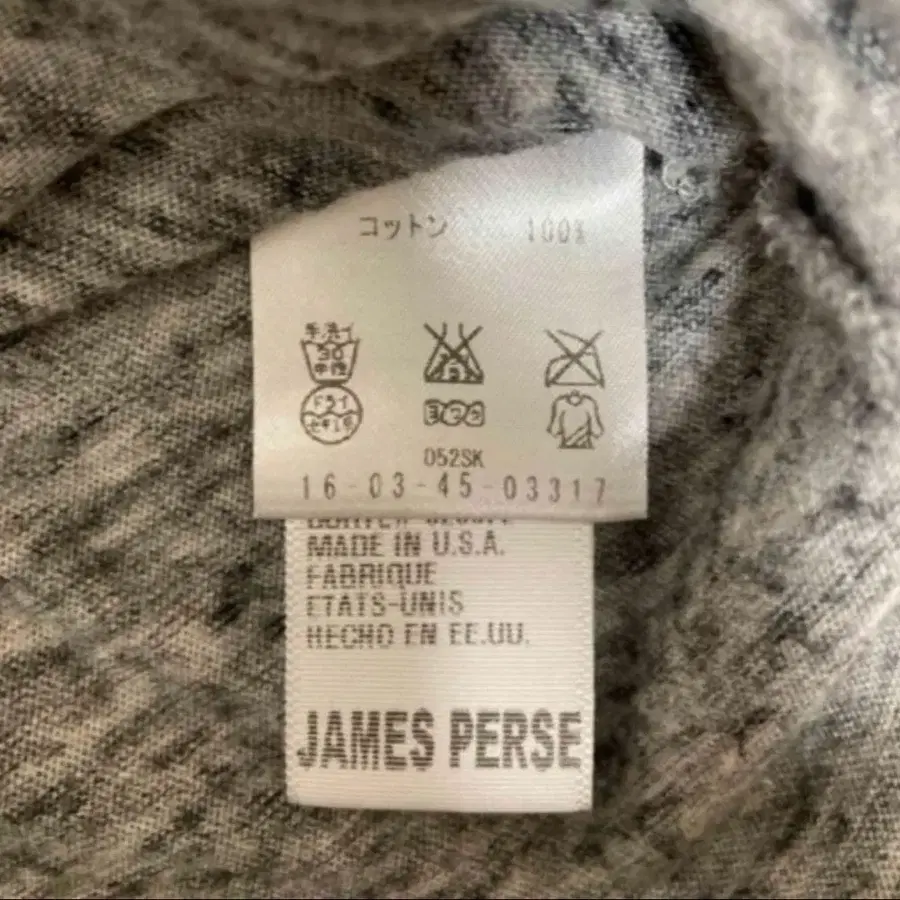 コットン 100%
手洗イ
30
中性
ドライ
セキユ系
052SK
16-03-45-03317
MADE IN U.S.A.
FABRIQUE
ETATS-UNIS
HECHO EN EE.UU.
JAMES PERSE